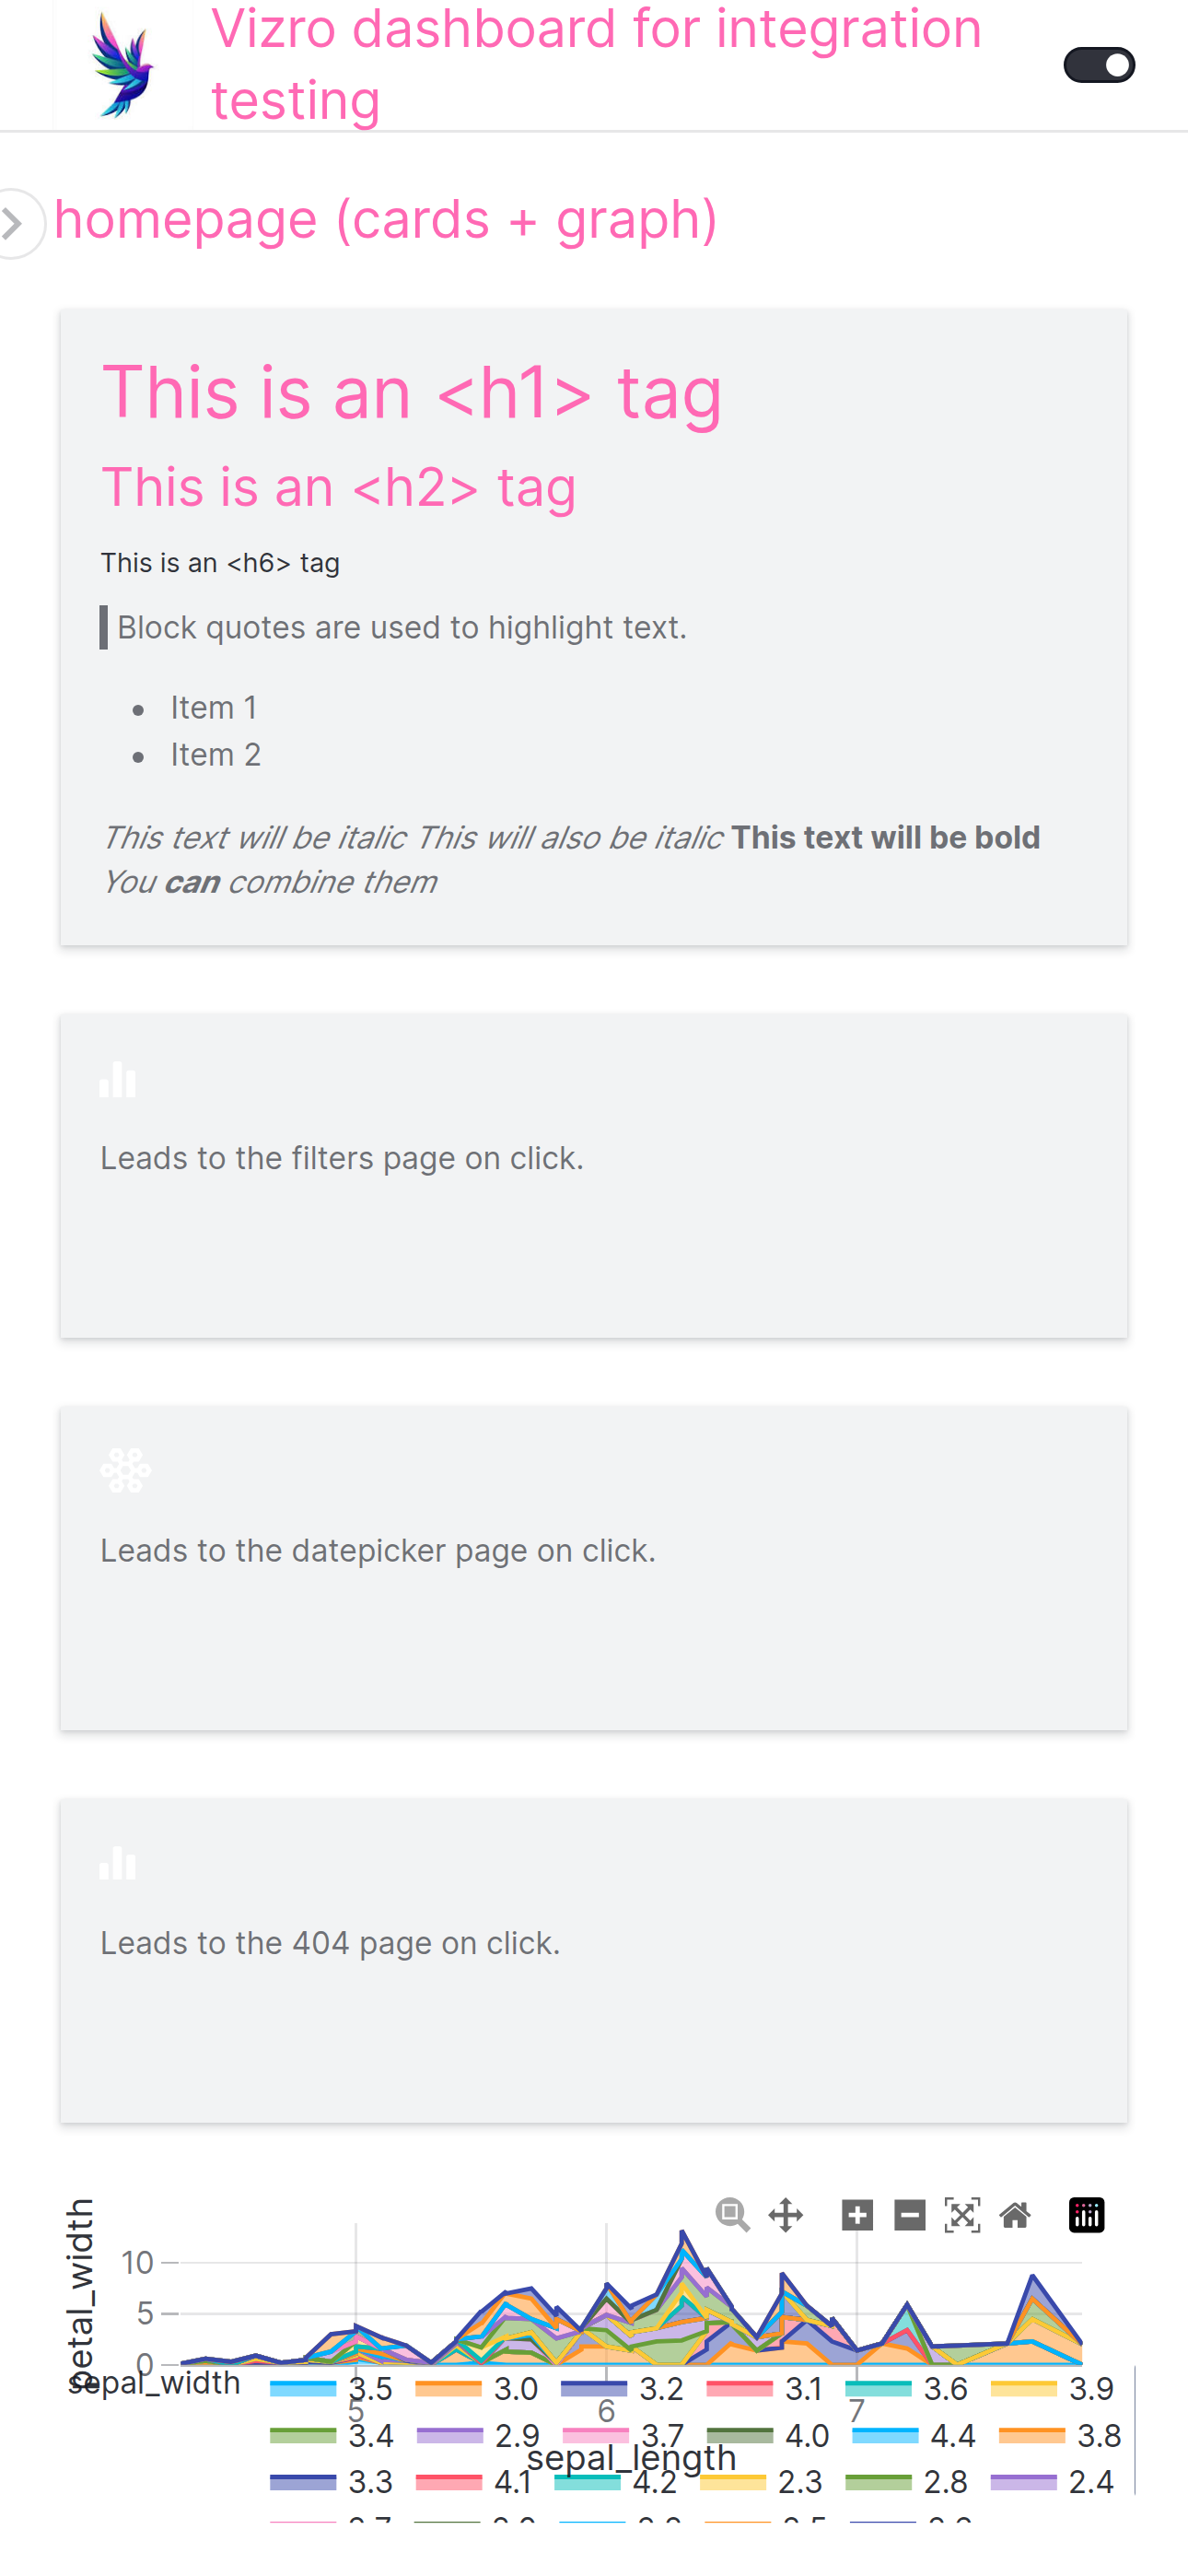 Vizro dashboard for integration
testing
homepage (cards + graph)
This is an <h1> tag
This is an <h2> tag
This is an <h6> tag
Block quotes are used to highlight text.
Item 1
Item 2
This text will be italic This will also be italic This text will be bold
You can combine them
Leads to the filters page on click.
Leads to the datepicker page on click.
Leads to the 404 page on click.
petal_width
10
5
0
5 6 7
sepal_length
sepal_width
3.5 3.0 3.2 3.1 3.6 3.9
3.4 2.9 3.7 4.0 4.4 3.8
3.3 4.1 4.2 2.3 2.8 2.4